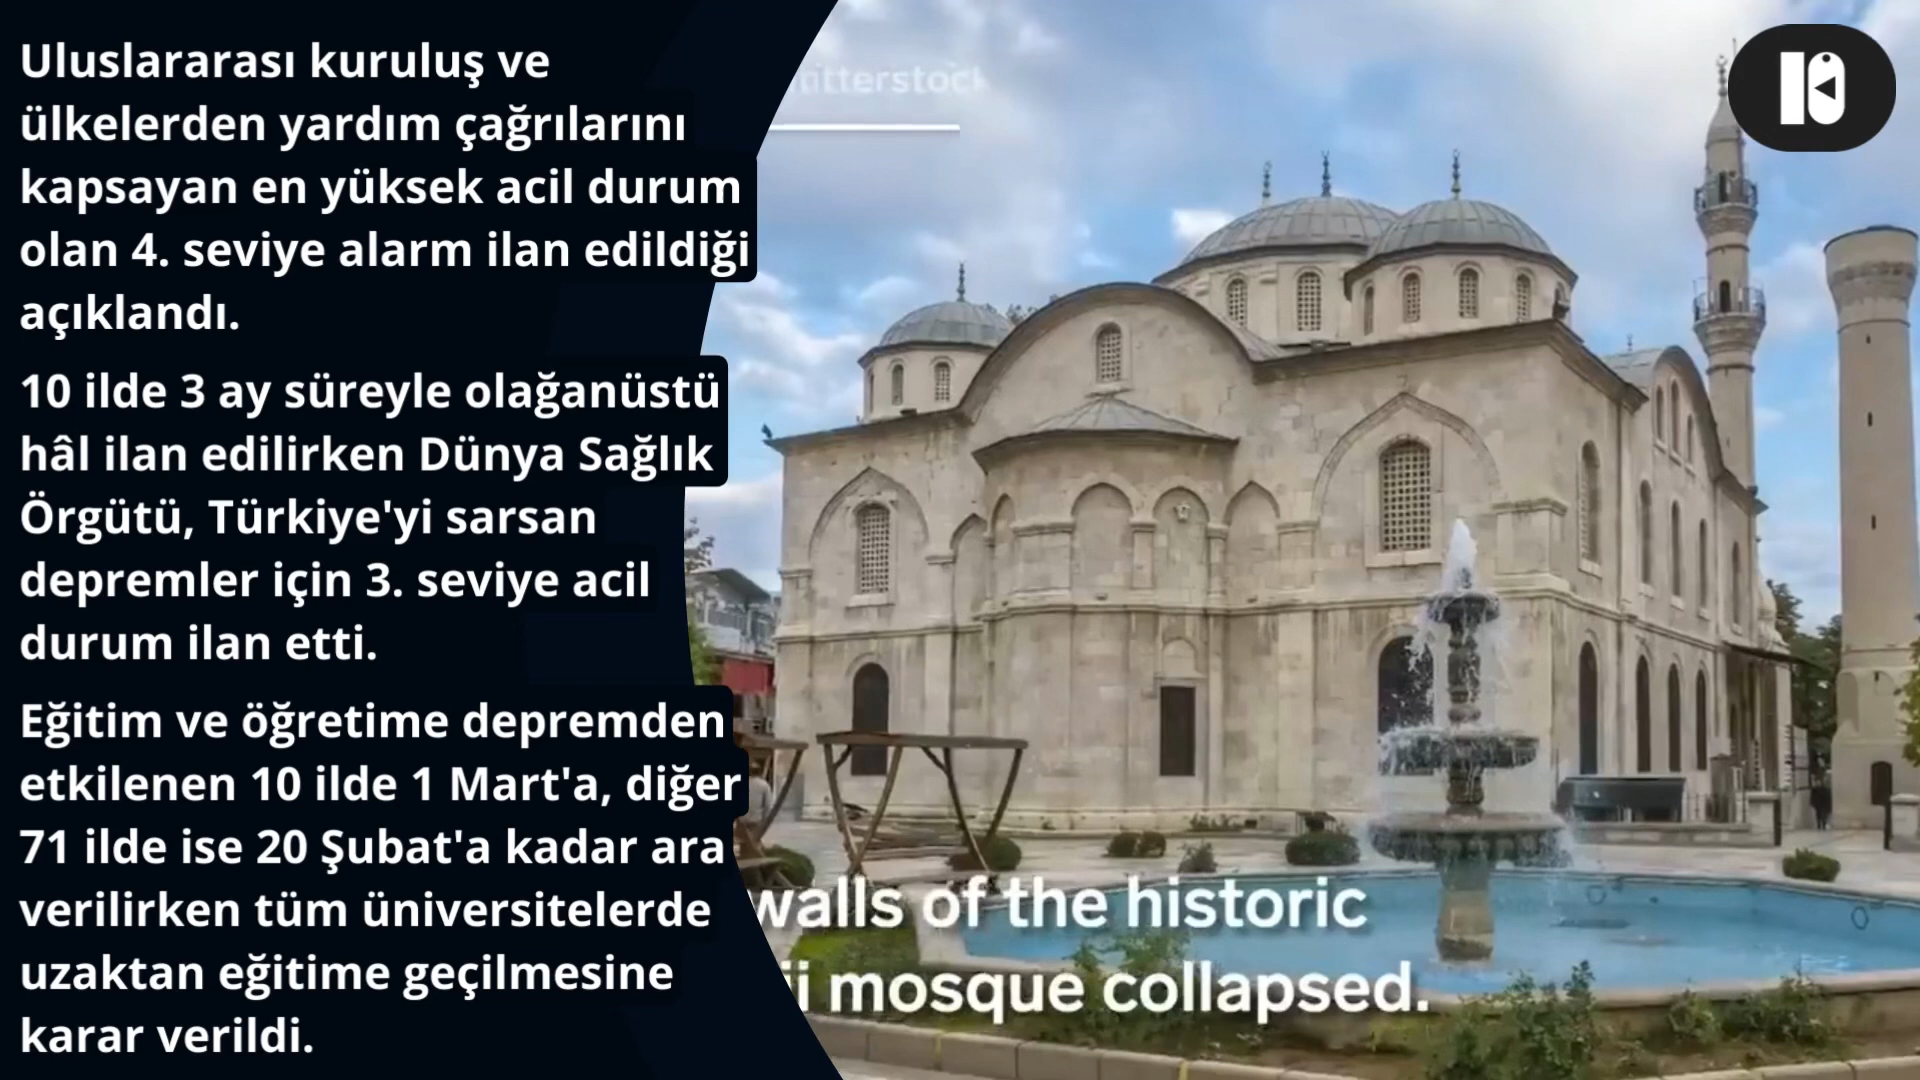 Uluslararası kuruluş ve
ülkelerden yardım çağrılarını
kapsayan en yüksek acil durum
olan 4. seviye alarm ilan edildiği
açıklandı.
10 ilde 3 ay süreyle olağanüstü
hâl ilan edilirken Dünya Sağlık
Örgütü, Türkiye'yi sarsan
depremler için 3. seviye acil
durum ilan etti.
Eğitim ve öğretime depremden
etkilenen 10 ilde 1 Mart'a, diğer
71 ilde ise 20 Şubat'a kadar ara
verilirken tüm üniversitelerde
uzaktan eğitime geçilmesine
karar verildi.
walls of the historic
mosque collapsed.